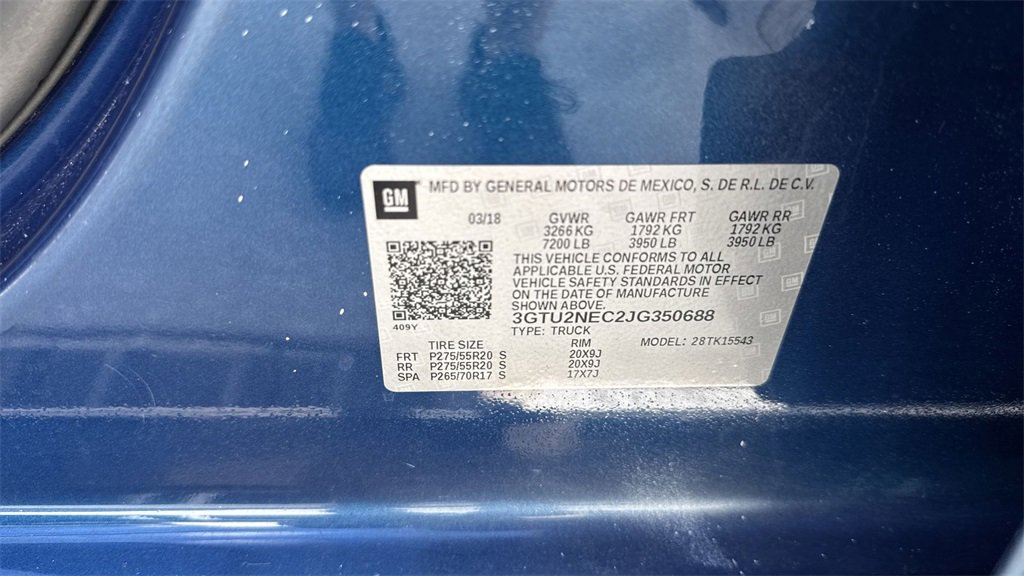 GM MFD BY GENERAL MOTORS DE MEXICO, S. DE R.L. DE C.V.
03/18 GVWR GAWR FRT GAWR RR
3266 KG 1792 KG 1792 KG
7200 LB 3950 LB 3950 LB
THIS VEHICLE CONFORMS TO ALL
APPLICABLE U.S. FEDERAL MOTOR
VEHICLE SAFETY STANDARDS IN EFFECT
ON THE DATE OF MANUFACTURE
SHOWN ABOVE.
3GTU2NEC2JG350688
409Y TYPE: TRUCK MODEL: 28TK15543
TIRE SIZE RIM
FRT P275/55R20 S 20X9J
RR P275/55R20 S 20X9J
SPA P265/70R17 S 17X7J